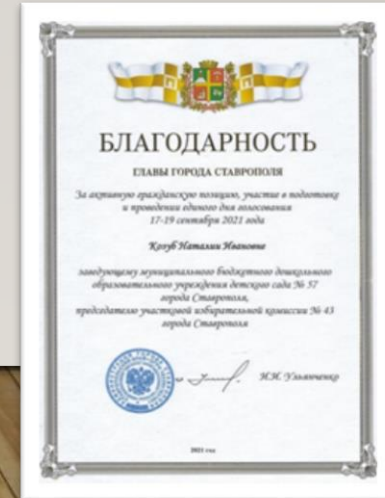 БЛАГОДАРНОСТЬ
ГЛАВЫ ГОРОДА СТАВРОПОЛЯ
За активную гражданскую позицию, участие в подготовке
и проведении единого дня голосования
17-19 сентября 2021 года
Козуб Наталии Ивановне
заведующему муниципального бюджетного дошкольного
образовательного учреждения детского сада № 57
города Ставрополя,
председателю участковой избирательной комиссии № 43
города Ставрополя
И.И. Ульянченко
2021 год